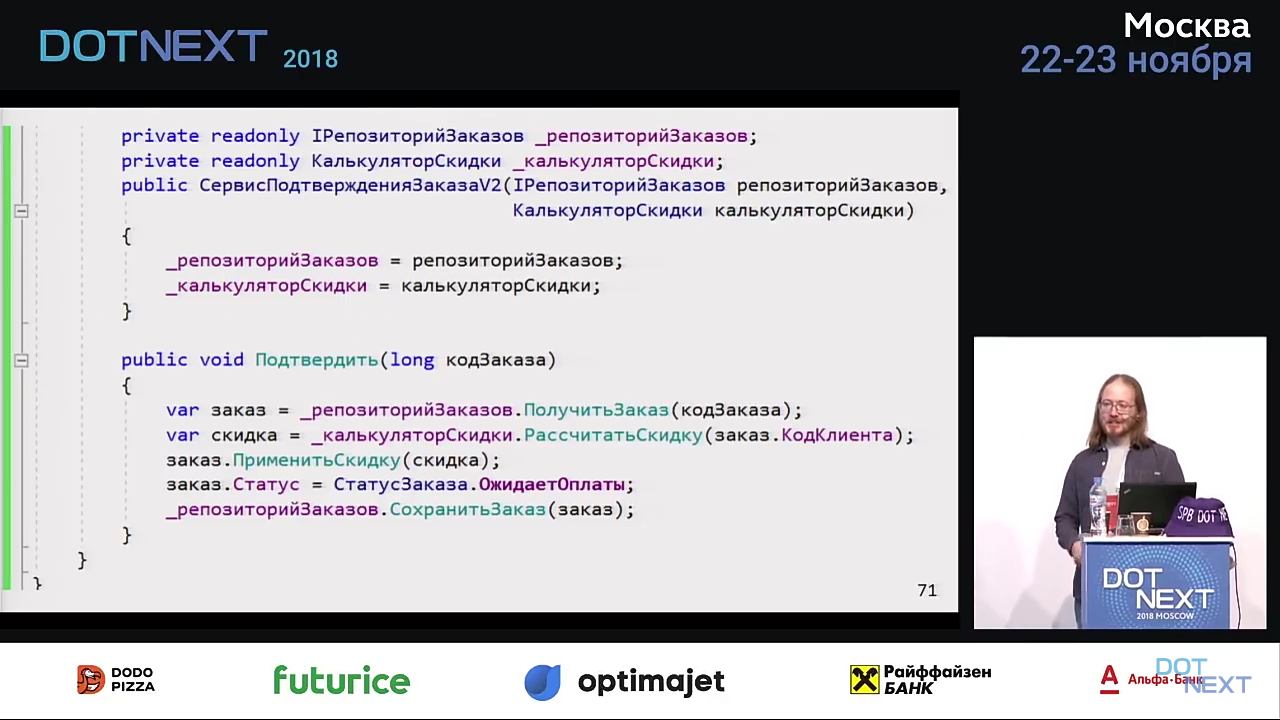 DOTNEXT 2018
Москва
22-23 ноября
private readonly IРепозиторийЗаказов _репозиторийЗаказов;
private readonly КалькуляторСкидки _калькуляторСкидки;
public СервисПодтвержденияЗаказаV2(IРепозиторийЗаказов репозиторийЗаказов,
КалькуляторСкидки калькуляторСкидки)
{
_репозиторийЗаказов = репозиторийЗаказов;
_калькуляторСкидки = калькуляторСкидки;
}
public void Подтвердить(long кодЗаказа)
{
var заказ = _репозиторийЗаказов.ПолучитьЗаказ(кодЗаказа);
var скидка = _калькуляторСкидки.РассчитатьСкидку(заказ.КодКлиента);
заказ.ПрименитьСкидку(скидка);
заказ.Статус = СтатусЗаказа.ОжидаетОплаты;
_репозиторийЗаказов.СохранитьЗаказ(заказ);
}
}
}
71
SPB DOT NE
DOT
NEXT
2018 MOSCOW
DODO
PIZZA
futurice
optimajet
Райффайзен
БАНК
Альфа·Банк
DOT
NEXT